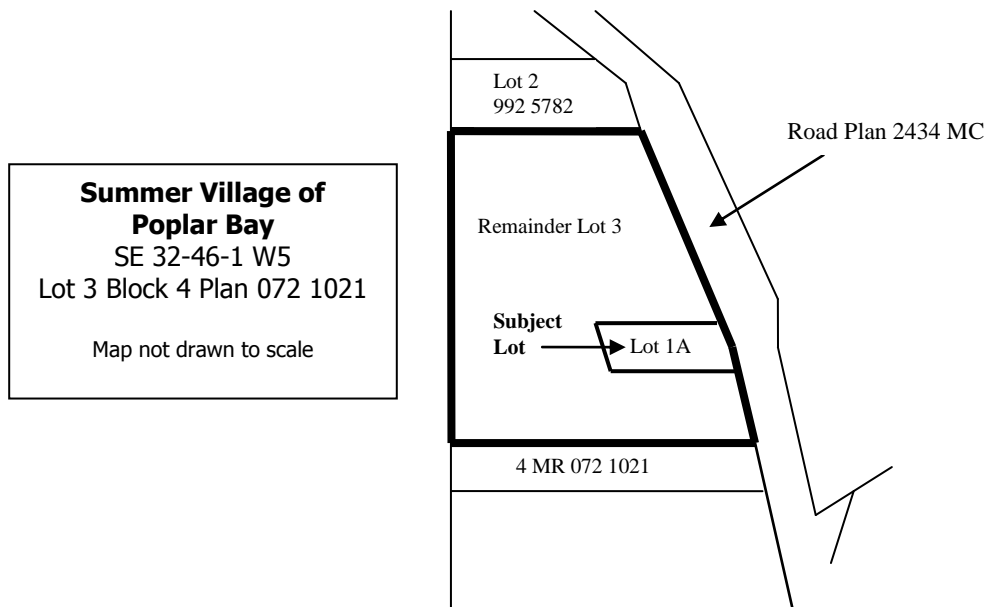 Summer Village of
Poplar Bay
SE 32-46-1 W5
Lot 3 Block 4 Plan 072 1021
Map not drawn to scale
Lot 2
992 5782
Road Plan 2434 MC
Remainder Lot 3
Subject
Lot
Lot 1A
4 MR 072 1021